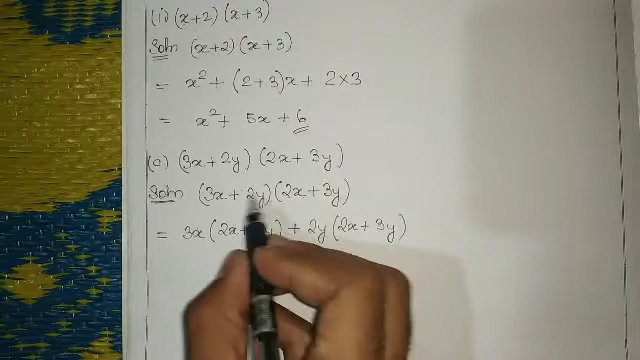 (i) (x+2) (x+3)
Soln (x+2) (x+3)
= x² + (2+3)x + 2×3
= x² + 5x + 6
(c) (3x+2y) (2x+3y)
Soln (3x+2y) (2x+3y)
= 3x(2x+ y) + 2y(2x+3y)